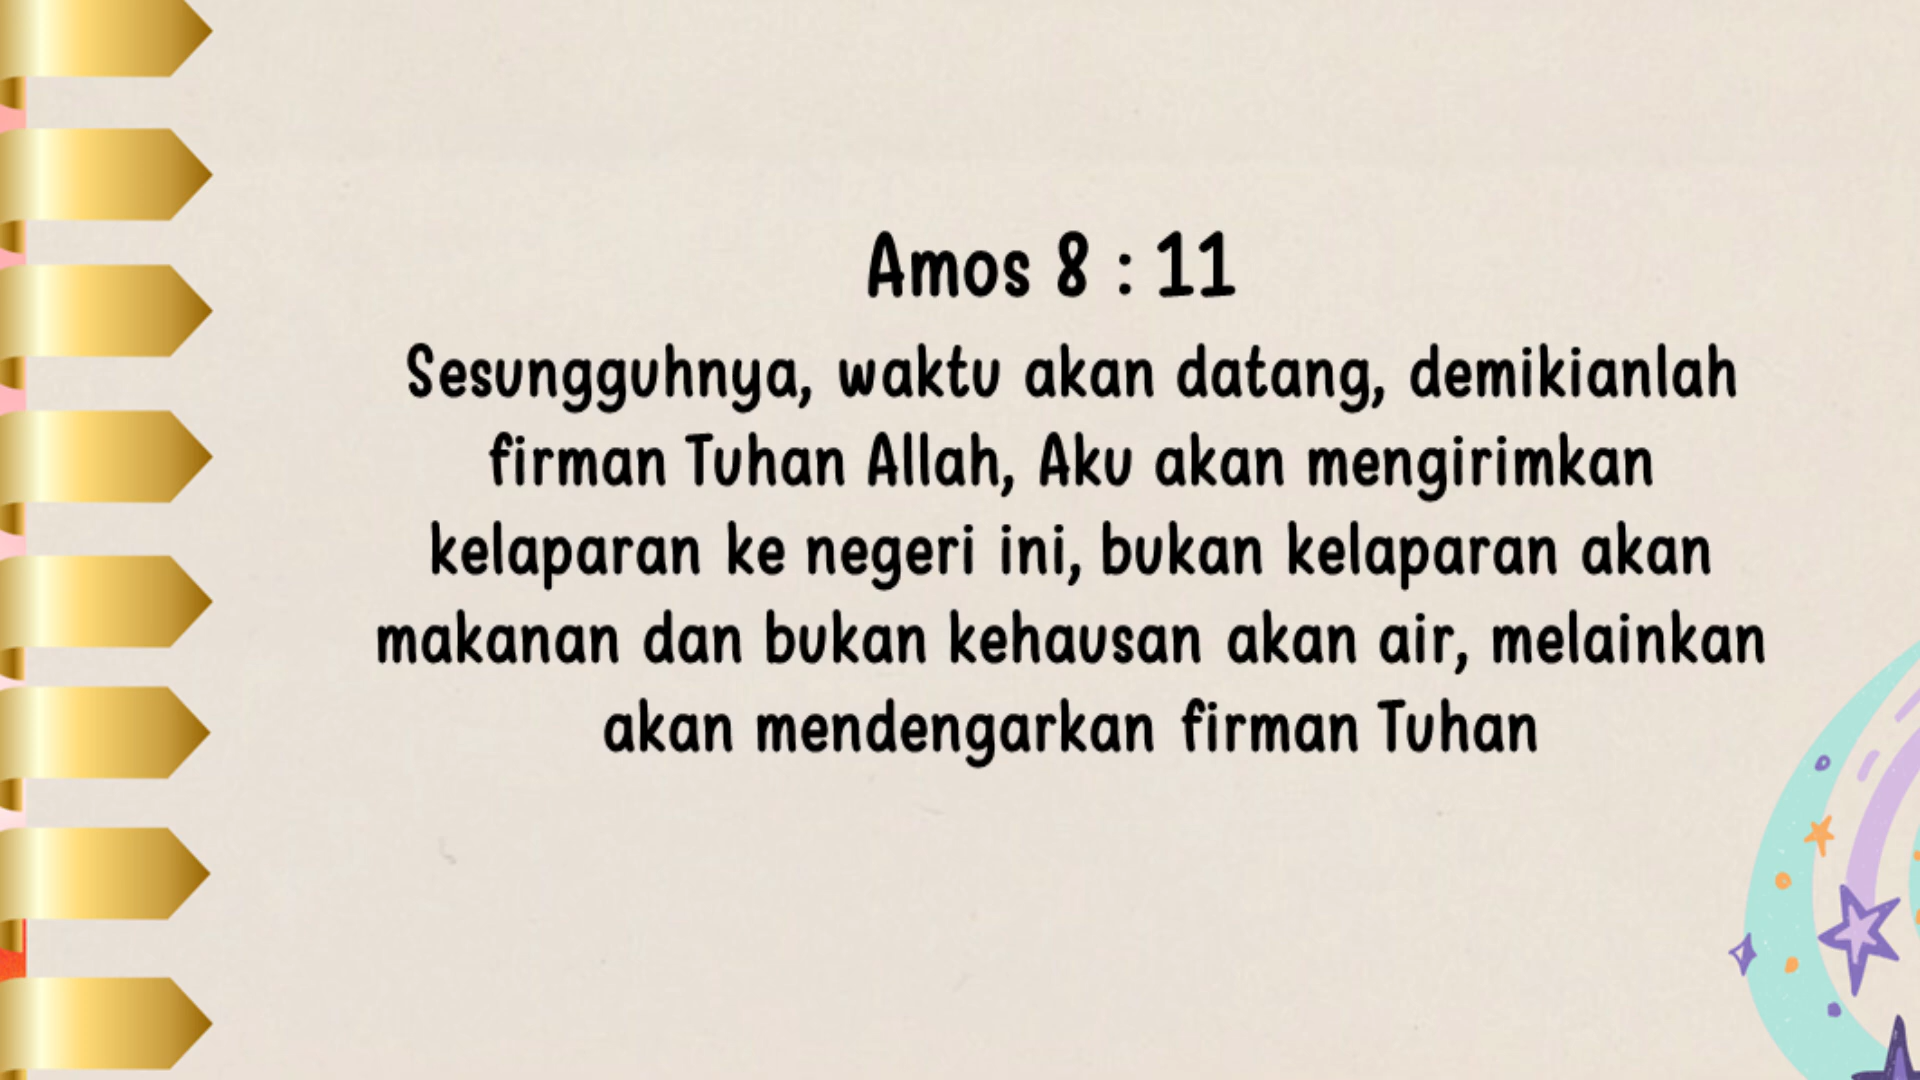 Amos 8 : 11
Sesungguhnya, waktu akan datang, demikianlah
firman Tuhan Allah, Aku akan mengirimkan
kelaparan ke negeri ini, bukan kelaparan akan
makanan dan bukan kehausan akan air, melainkan
akan mendengarkan firman Tuhan